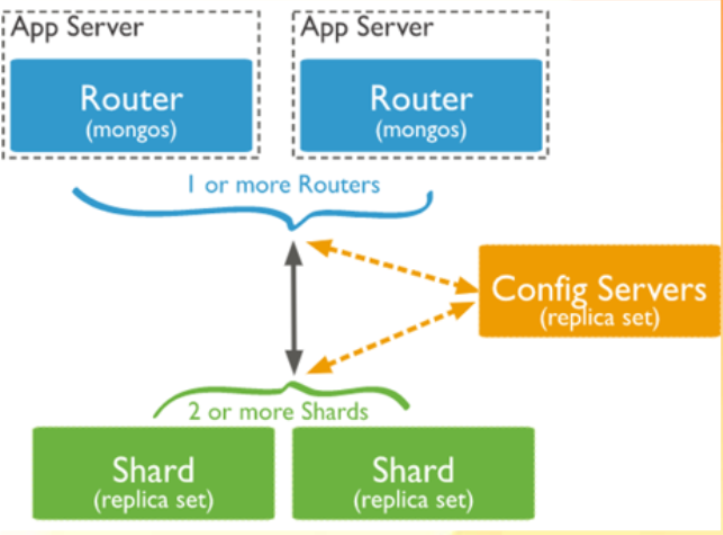 App Server
Router
(mongos)
App Server
Router
(mongos)
1 or more Routers
Config Servers
(replica set)
2 or more Shards
Shard
(replica set)
Shard
(replica set)